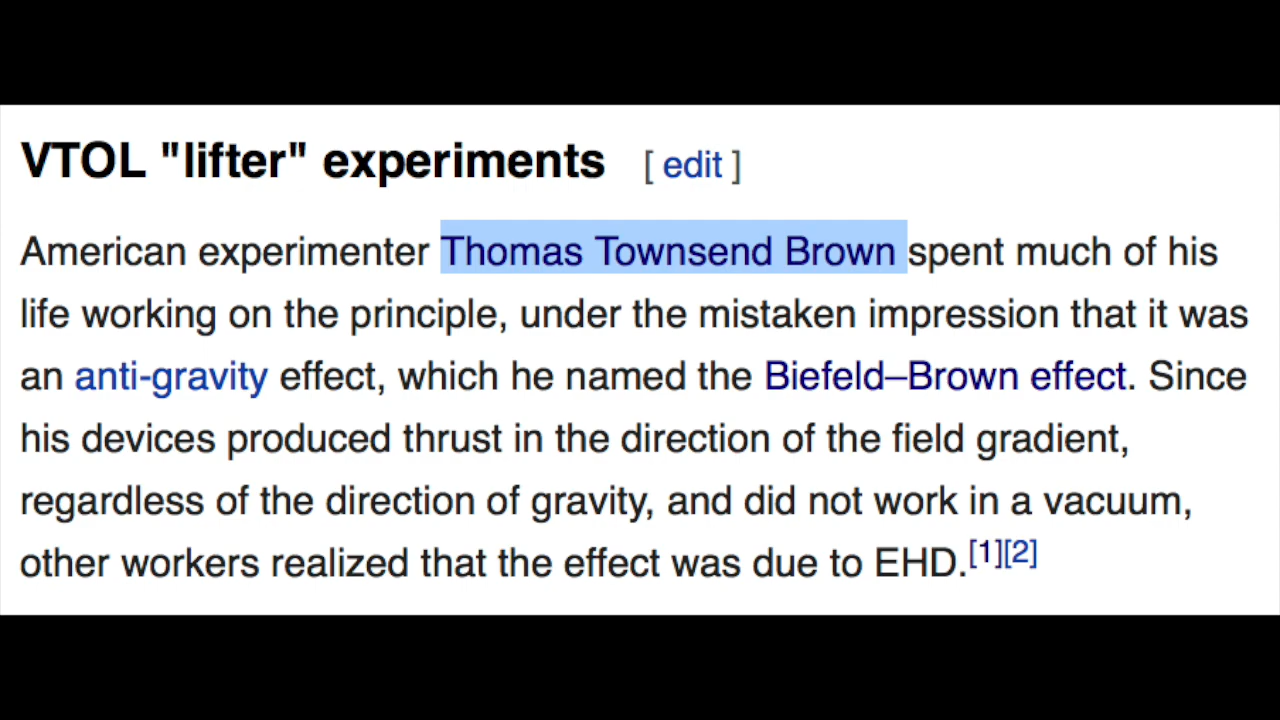 VTOL "lifter" experiments [ edit ]
American experimenter Thomas Townsend Brown spent much of his
life working on the principle, under the mistaken impression that it was
an anti-gravity effect, which he named the Biefeld–Brown effect. Since
his devices produced thrust in the direction of the field gradient,
regardless of the direction of gravity, and did not work in a vacuum,
other workers realized that the effect was due to EHD.[1][2]